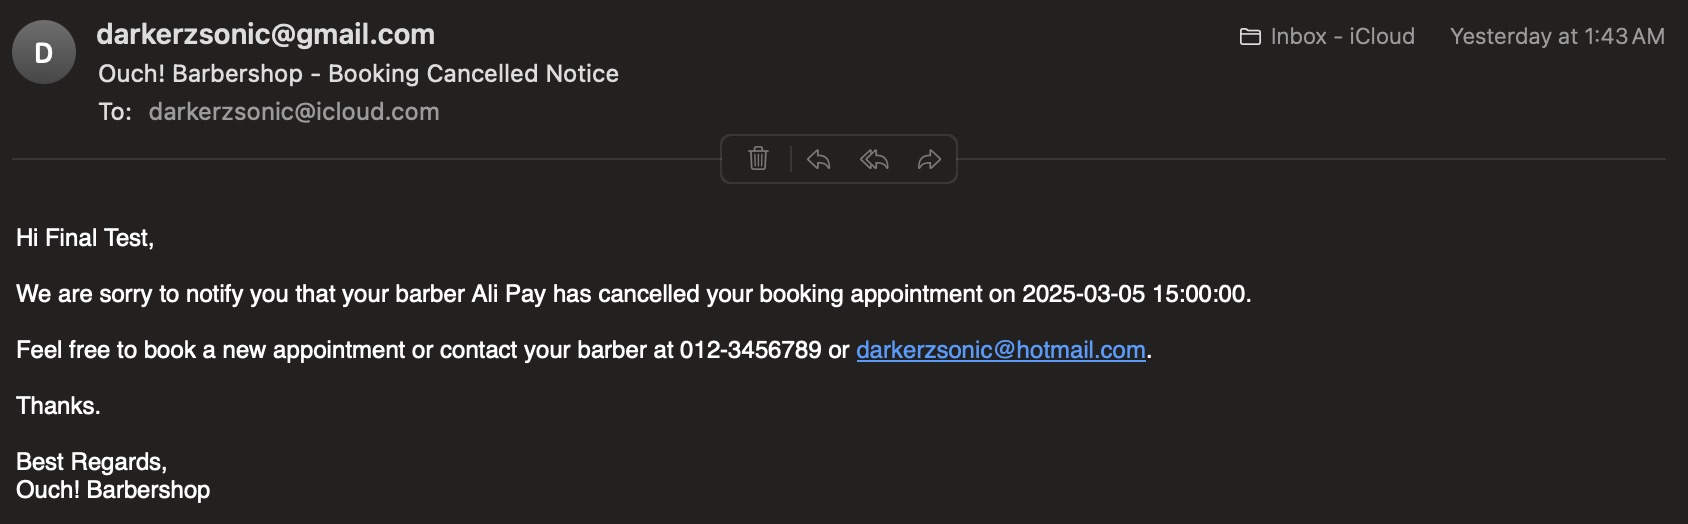 D
darkerzsonic@gmail.com
Inbox - iCloud
Yesterday at 1:43 AM
Ouch! Barbershop - Booking Cancelled Notice
To: darkerzsonic@icloud.com
Hi Final Test,
We are sorry to notify you that your barber Ali Pay has cancelled your booking appointment on 2025-03-05 15:00:00.
Feel free to book a new appointment or contact your barber at 012-3456789 or darkerzsonic@hotmail.com.
Thanks.
Best Regards,
Ouch! Barbershop